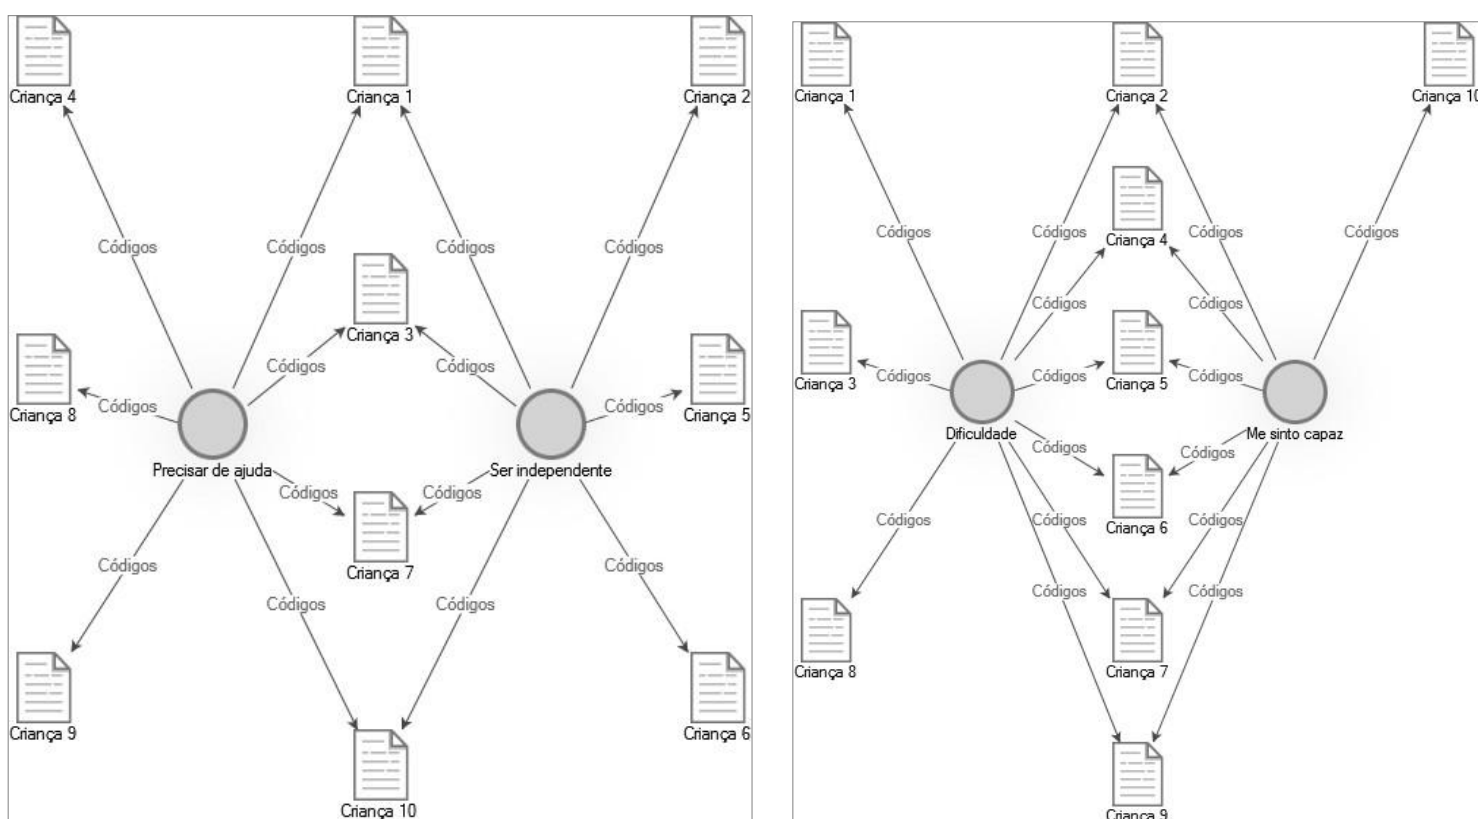 Criança 4
Criança 1
Criança 2
Códigos
Códigos
Códigos
Códigos
Criança 3
Códigos
Códigos
Criança 8
Códigos
Códigos
Criança 5
Precisar de ajuda
Ser independente
Códigos
Códigos
Criança 7
Códigos
Códigos
Códigos
Códigos
Criança 9
Criança 6
Criança 10
Criança 1
Criança 2
Criança 10
Códigos
Códigos
Códigos
Códigos
Criança 4
Códigos
Códigos
Criança 3
Códigos
Códigos
Criança 5
Códigos
Dificuldade
Me sinto capaz
Códigos
Códigos
Criança 6
Códigos
Códigos
Códigos
Códigos
Códigos
Criança 8
Criança 7
Criança 9